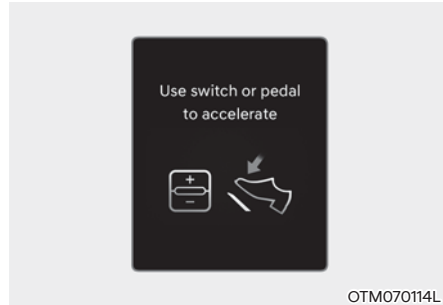 Use switch or pedal
to accelerate
+
−
OTM070114L